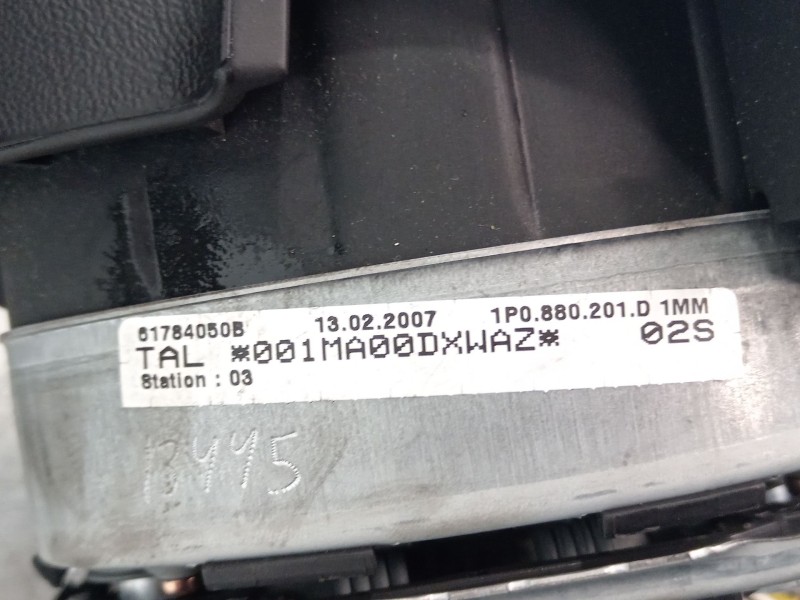 61784050B 13.02.2007 1P0.880.201.D 1MM
TAL *001MA00DXWAZ* 02S
Station : 03
13445